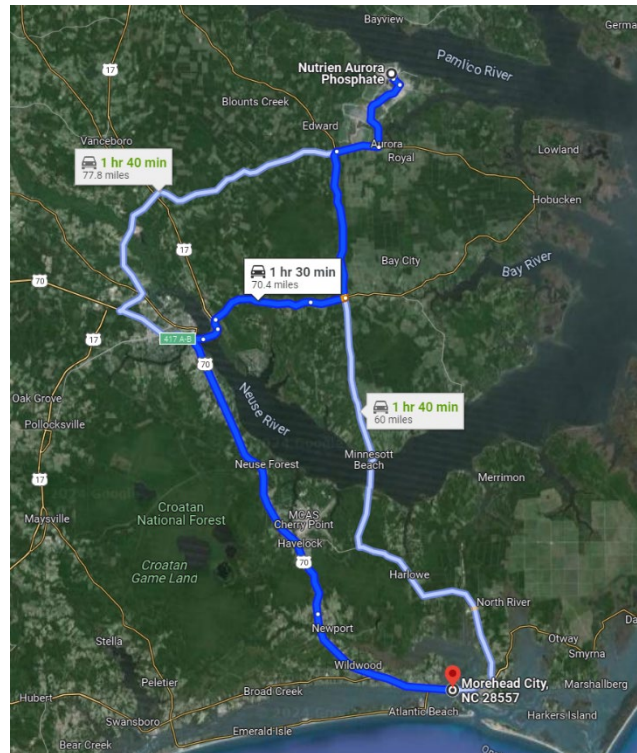 Bayview
Germa
Pamlico River
17
Nutrien Aurora
Phosphate
Blounts Creek
Edward
Vanceboro
Aurora
Royal
Lowland
1 hr 40 min
77.8 miles
Hobucken
17
Bay City
Bay River
1 hr 30 min
70.4 miles
70
17
417 A-B
70
Oak Grove
Pollocksville
Neuse River
1 hr 40 min
60 miles
17
Minnesott
Beach
Neuse Forest
Merrimon
Maysville
Croatan
National Forest
MCAS
Cherry Point
Havelock
Croatan
Game Land
70
Harlowe
North River
Newport
Otway
Da
Stella
Smyrna
Wildwood
Peletier
Morehead City,
NC 28557
Marshallberg
Hubert
Broad Creek
Swansboro
Atlantic Beach
Harkers Island
Emerald Isle
Bear Creek